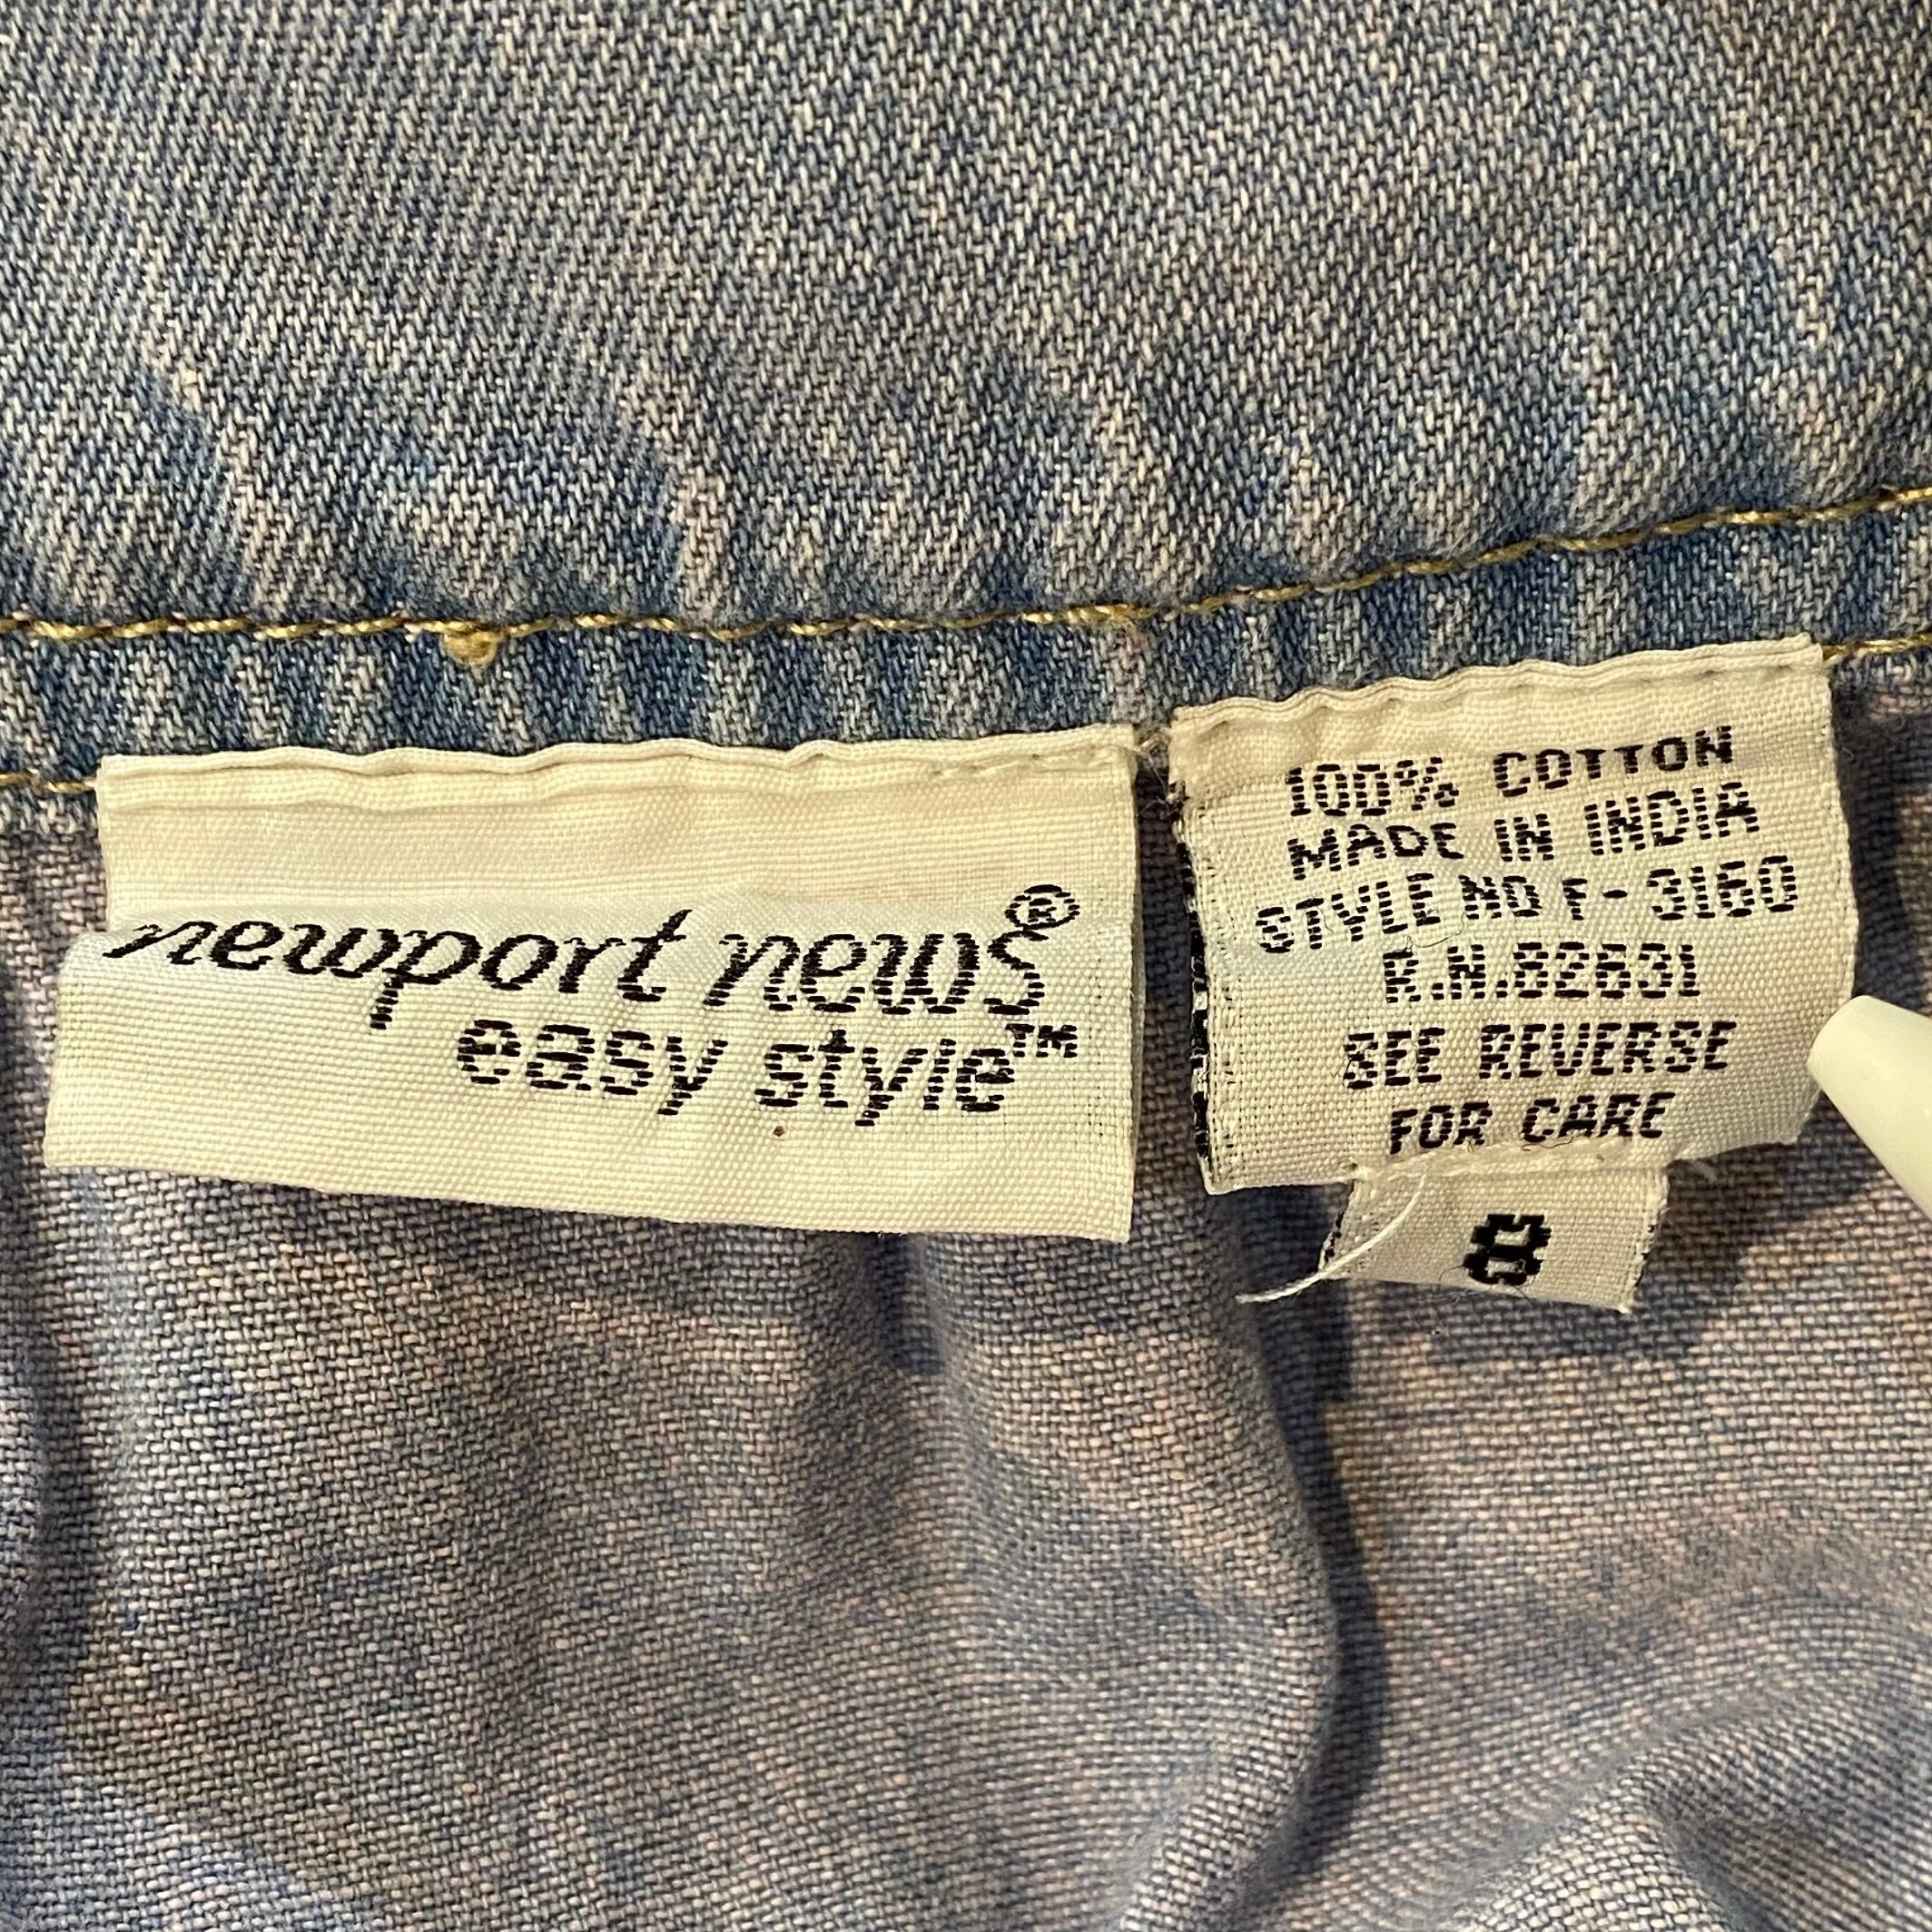 newport news®
easy style™
100% COTTON
MADE IN INDIA
STYLE NO F-3160
R.N.82631
SEE REVERSE
FOR CARE
8